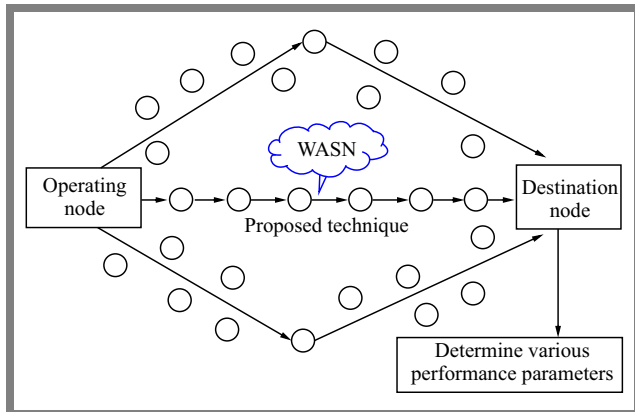 WASN
Operating
node
Proposed technique
Destination
node
Determine various
performance parameters